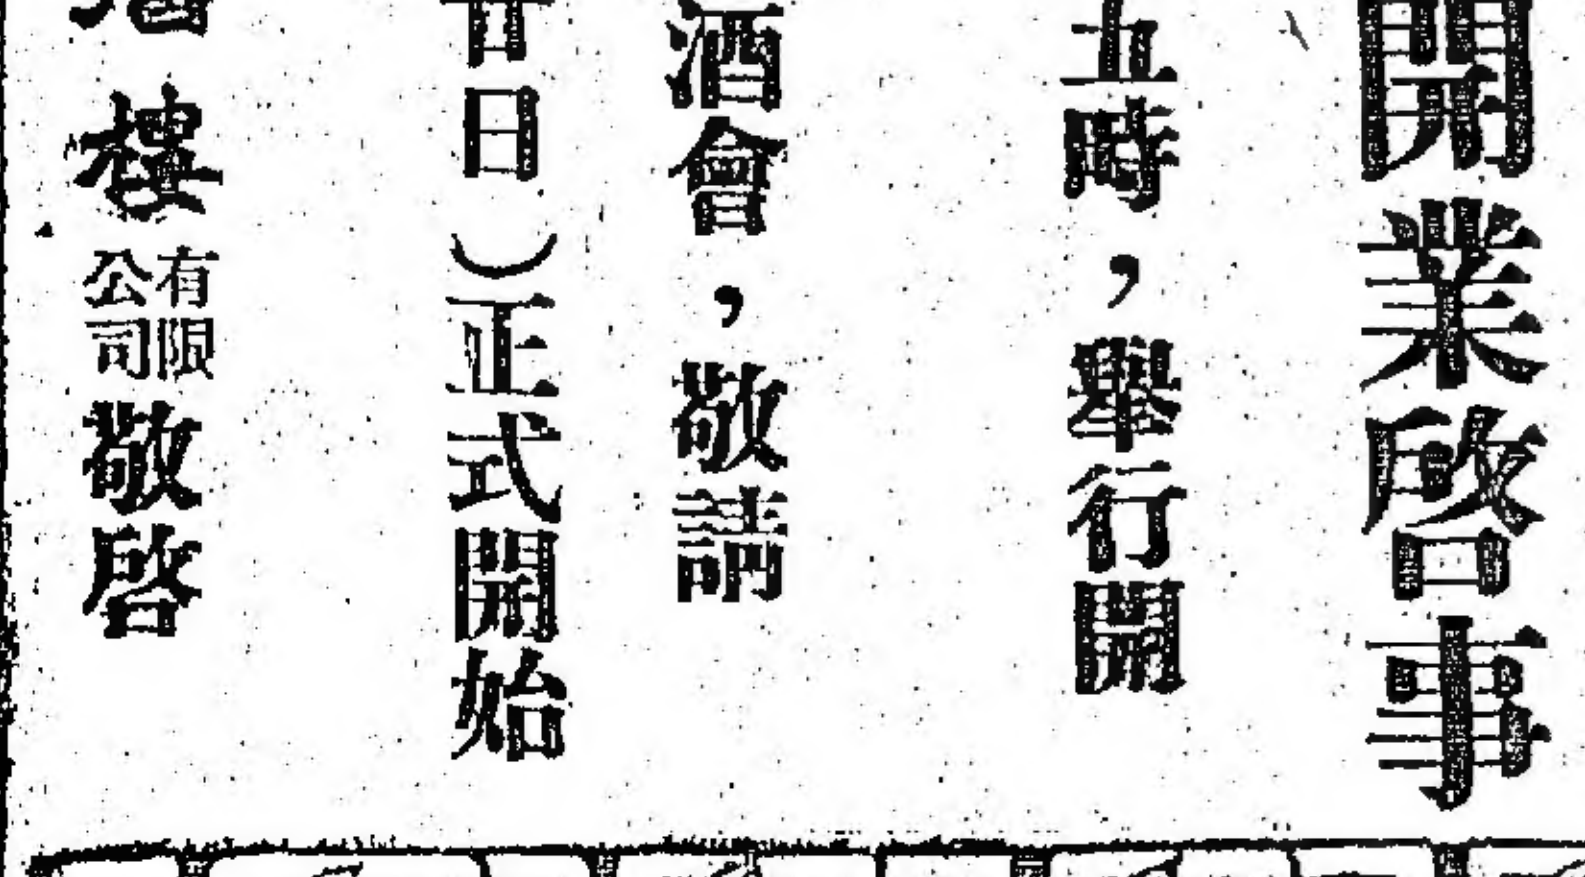 開業啓事
五時，舉行開
酒會，敬請
廿日）正式開始
樓有限公司敬啓